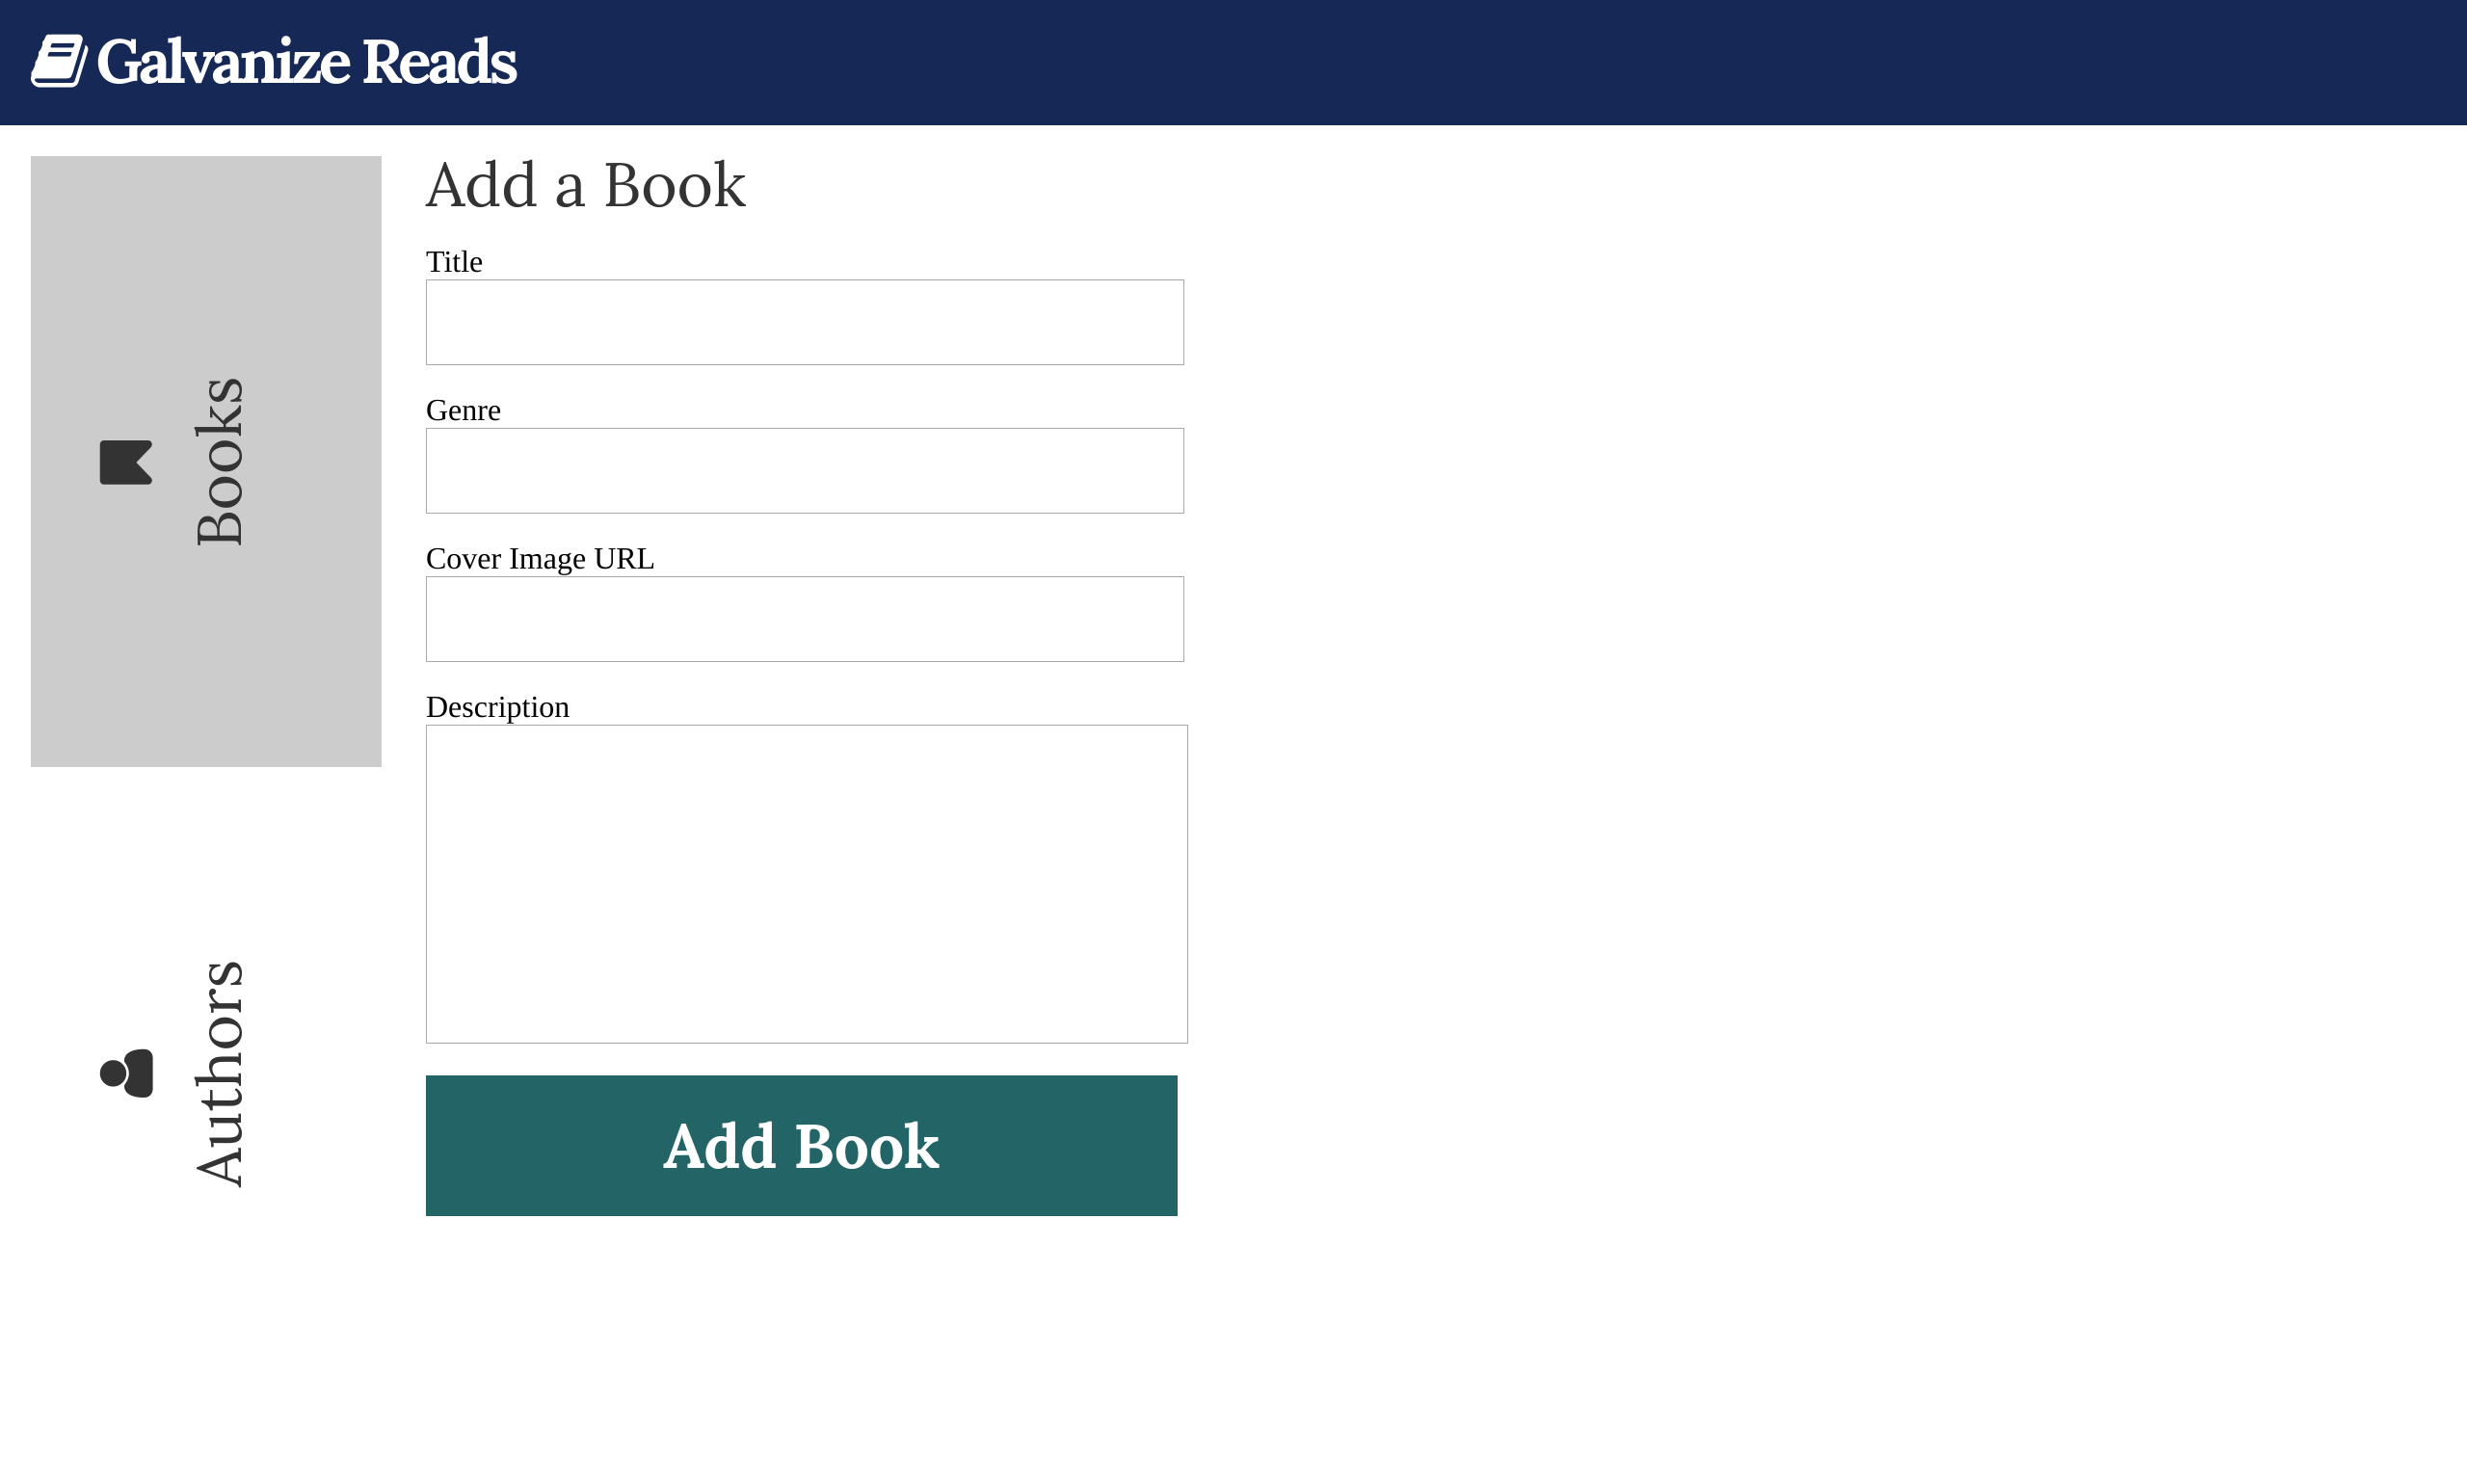 Galvanize Reads
Books
Authors
Add a Book
Title
Genre
Cover Image URL
Description
Add Book